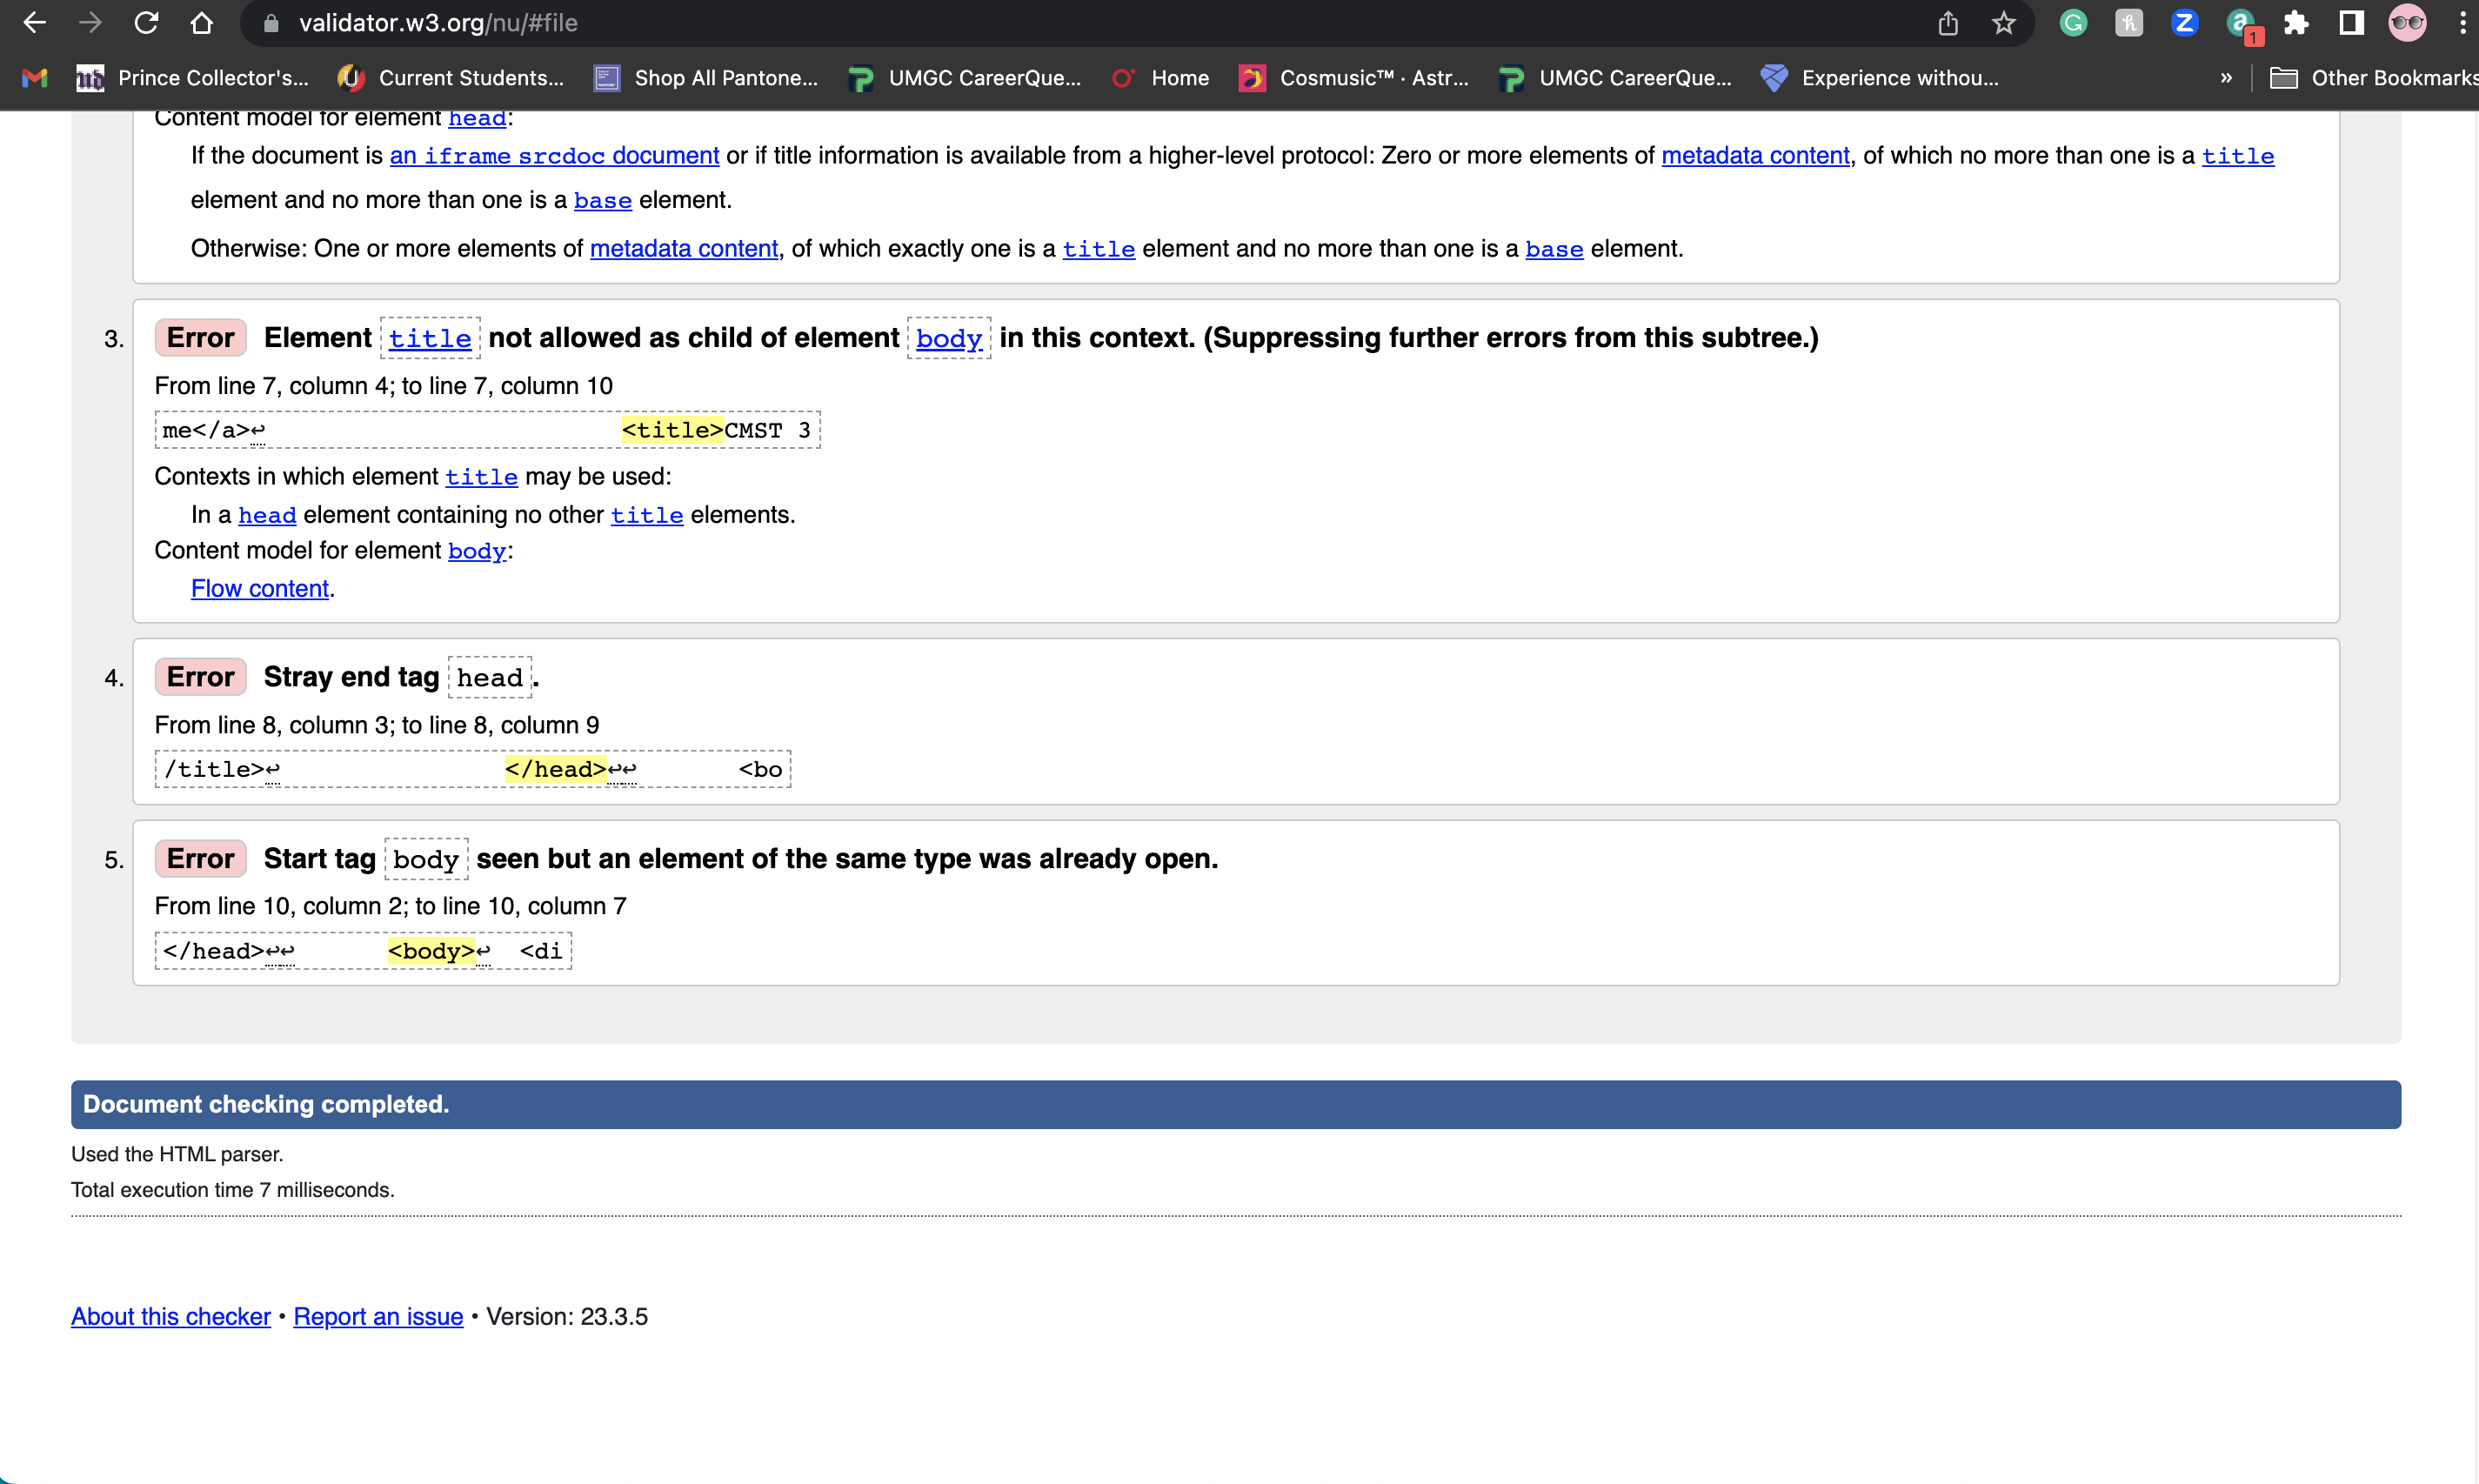 validator.w3.org/nu/#file
1
Prince Collector's... Current Students... Shop All Pantone... UMGC CareerQue... Home Cosmusic™ · Astr... UMGC CareerQue... Experience withou... » Other Bookmarks
Content model for element head:
If the document is an iframe srcdoc document or if title information is available from a higher-level protocol: Zero or more elements of metadata content, of which no more than one is a title
element and no more than one is a base element.
Otherwise: One or more elements of metadata content, of which exactly one is a title element and no more than one is a base element.
3. Error Element title not allowed as child of element body in this context. (Suppressing further errors from this subtree.)
From line 7, column 4; to line 7, column 10
me</a>↩ <title>CMST 3
Contexts in which element title may be used:
In a head element containing no other title elements.
Content model for element body:
Flow content.
4. Error Stray end tag head.
From line 8, column 3; to line 8, column 9
/title>↩ </head>↩↩ <bo
5. Error Start tag body seen but an element of the same type was already open.
From line 10, column 2; to line 10, column 7
</head>↩↩ <body>↩ <di
Document checking completed.
Used the HTML parser.
Total execution time 7 milliseconds.
About this checker • Report an issue • Version: 23.3.5